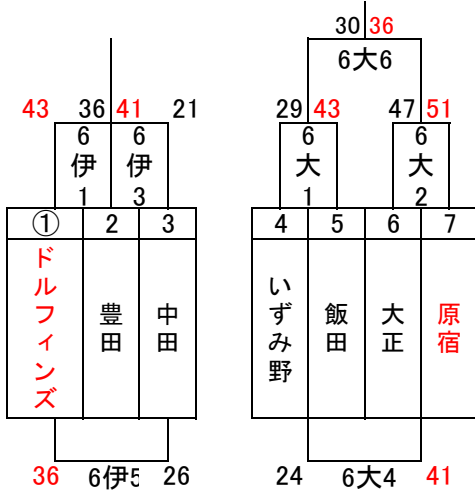 30 36
6大6
43 36 41 21 29 43 47 51
6伊1 6伊3 6大1 6大2
① 2 3 4 5 6 7
ドルフィンズ 豊田 中田 いずみ野 飯田 大正 原宿
36 6伊5 26 24 6大4 41